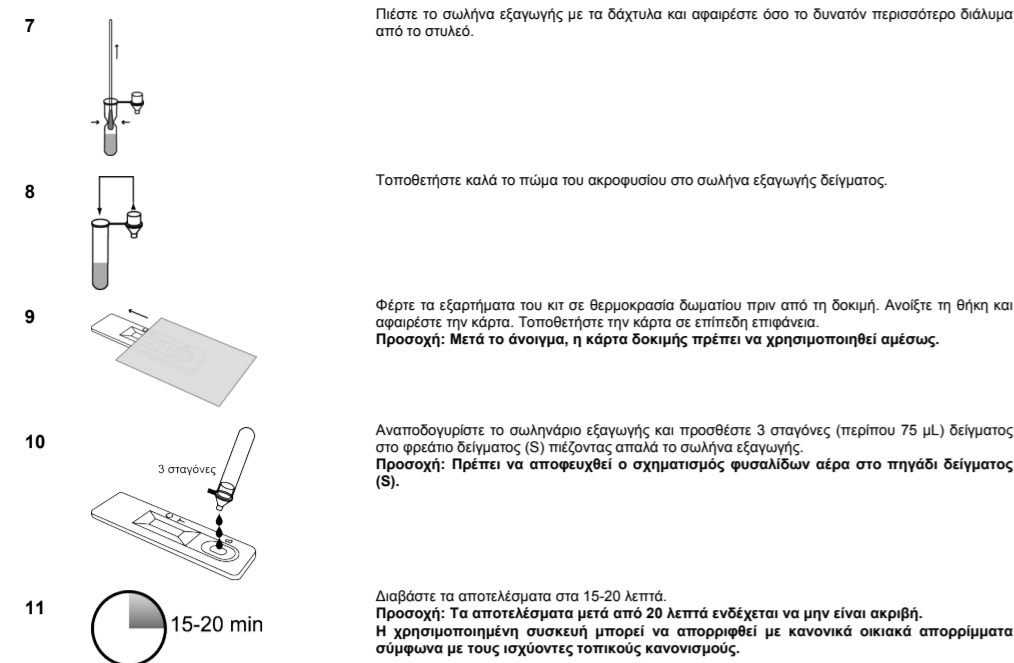 7
Πιέστε το σωλήνα εξαγωγής με τα δάχτυλα και αφαιρέστε όσο το δυνατόν περισσότερο διάλυμα
από το στυλεό.
8
Τοποθετήστε καλά το πώμα του ακροφυσίου στο σωλήνα εξαγωγής δείγματος.
9
Φέρτε τα εξαρτήματα του κιτ σε θερμοκρασία δωματίου πριν από τη δοκιμή. Ανοίξτε τη θήκη και
αφαιρέστε την κάρτα. Τοποθετήστε την κάρτα σε επίπεδη επιφάνεια.
Προσοχή: Μετά το άνοιγμα, η κάρτα δοκιμής πρέπει να χρησιμοποιηθεί αμέσως.
10
Αναποδογυρίστε το σωληνάριο εξαγωγής και προσθέστε 3 σταγόνες (περίπου 75 μL) δείγματος
στο φρεάτιο δείγματος (S) πιέζοντας απαλά το σωλήνα εξαγωγής.
Προσοχή: Πρέπει να αποφευχθεί ο σχηματισμός φυσαλίδων αέρα στο πηγάδι δείγματος
(S).
3 σταγόνες
C
T
11
15-20 min
Διαβάστε τα αποτελέσματα στα 15-20 λεπτά.
Προσοχή: Τα αποτελέσματα μετά από 20 λεπτά ενδέχεται να μην είναι ακριβή.
Η χρησιμοποιημένη συσκευή μπορεί να απορριφθεί με κανονικά οικιακά απορρίμματα
σύμφωνα με τους ισχύοντες τοπικούς κανονισμούς.